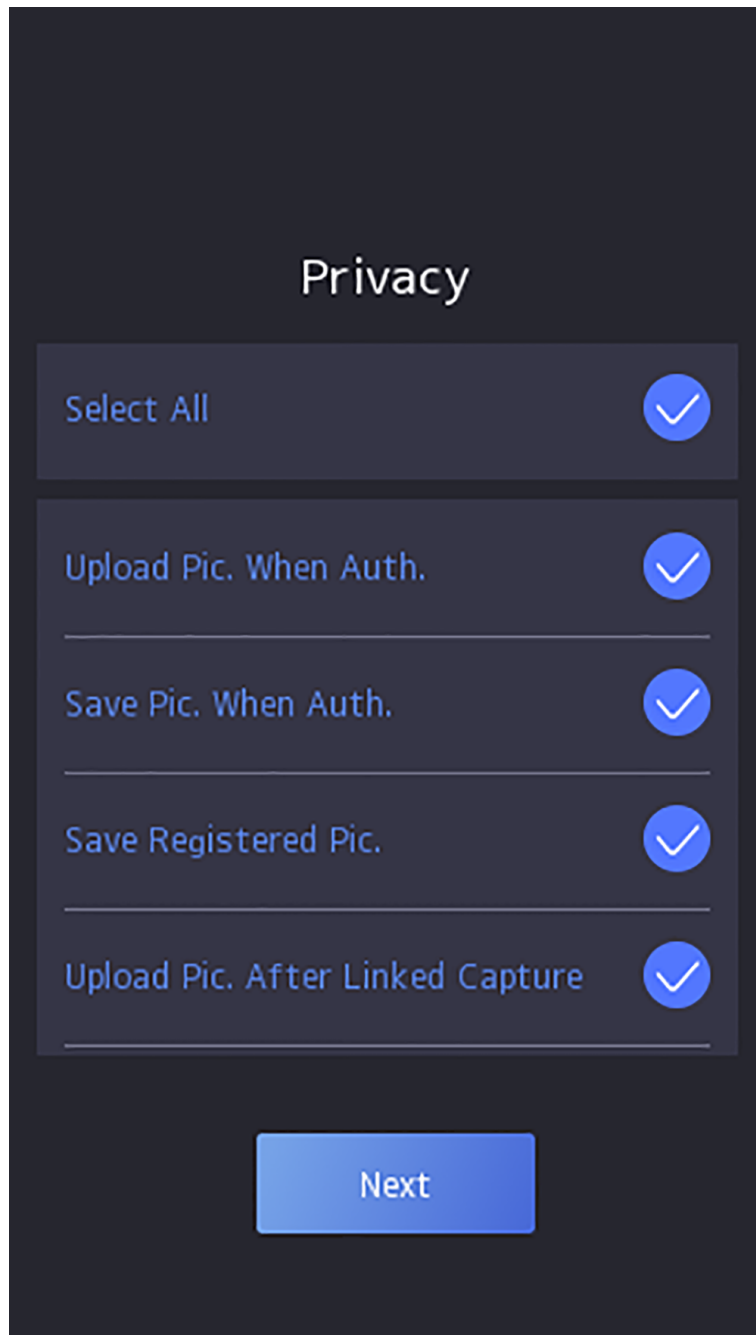 Privacy
Select All
Upload Pic. When Auth.
Save Pic. When Auth.
Save Registered Pic.
Upload Pic. After Linked Capture
Next